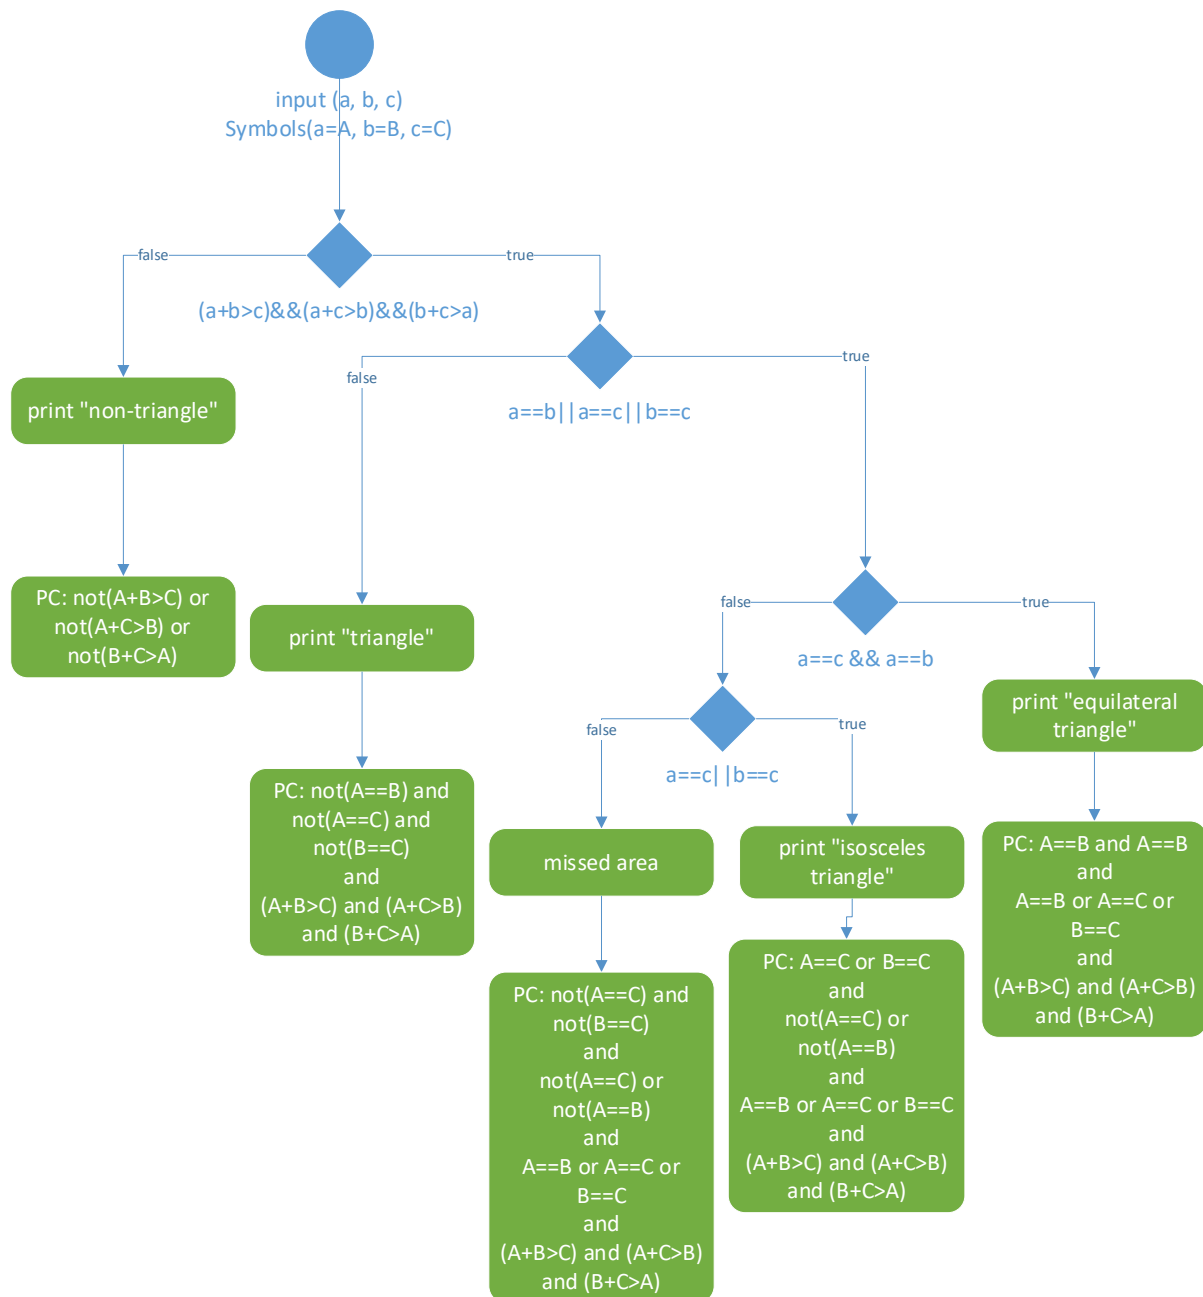 input (a, b, c)
Symbols(a=A, b=B, c=C)
false
true
(a+b>c)&&(a+c>b)&&(b+c>a)
print "non-triangle"
PC: not(A+B>C) or
not(A+C>B) or
not(B+C>A)
false
true
a==b||a==c||b==c
print "triangle"
PC: not(A==B) and
not(A==C) and
not(B==C)
and
(A+B>C) and (A+C>B)
and (B+C>A)
false
true
a==c && a==b
false
true
a==c||b==c
missed area
PC: not(A==C) and
not(B==C)
and
not(A==C) or
not(A==B)
and
A==B or A==C or
B==C
and
(A+B>C) and (A+C>B)
and (B+C>A)
print "isosceles
triangle"
PC: A==C or B==C
and
not(A==C) or
not(A==B)
and
A==B or A==C or B==C
and
(A+B>C) and (A+C>B)
and (B+C>A)
print "equilateral
triangle"
PC: A==B and A==B
and
A==B or A==C or
B==C
and
(A+B>C) and (A+C>B)
and (B+C>A)